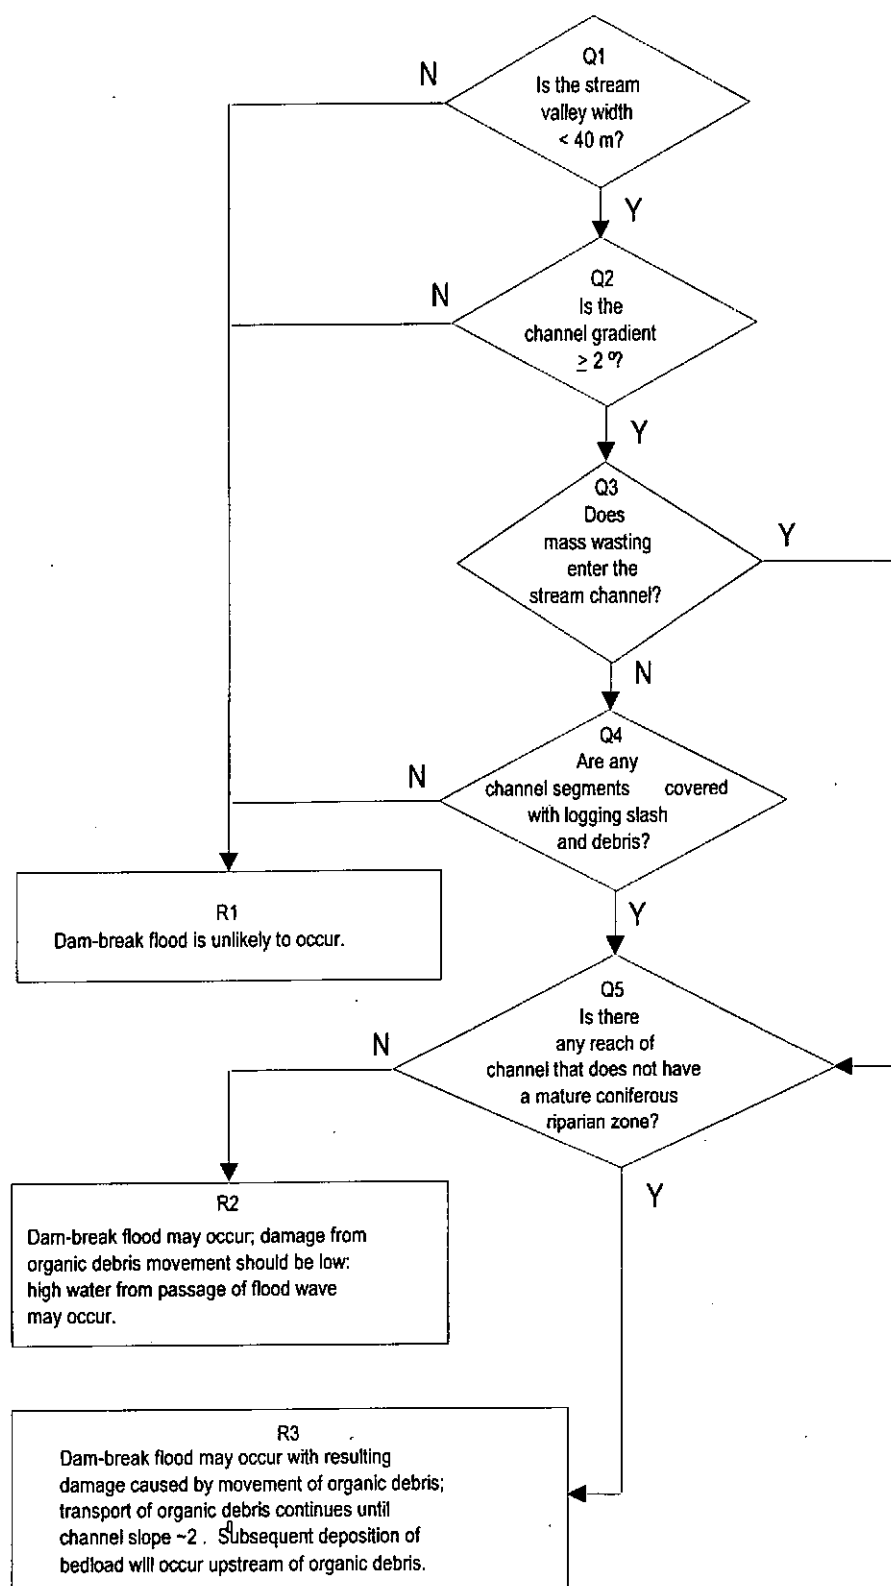 Q1
Is the stream
valley width
< 40 m?
N
Y
Q2
Is the
channel gradient
≥ 2 º?
N
Y
Q3
Does
mass wasting
enter the
stream channel?
Y
N
Q4
Are any
channel segments covered
with logging slash
and debris?
N
Y
R1
Dam-break flood is unlikely to occur.
Q5
Is there
any reach of
channel that does not have
a mature coniferous
riparian zone?
N
Y
R2
Dam-break flood may occur; damage from
organic debris movement should be low:
high water from passage of flood wave
may occur.
R3
Dam-break flood may occur with resulting
damage caused by movement of organic debris;
transport of organic debris continues until
channel slope ~2 . Subsequent deposition of
bedload will occur upstream of organic debris.